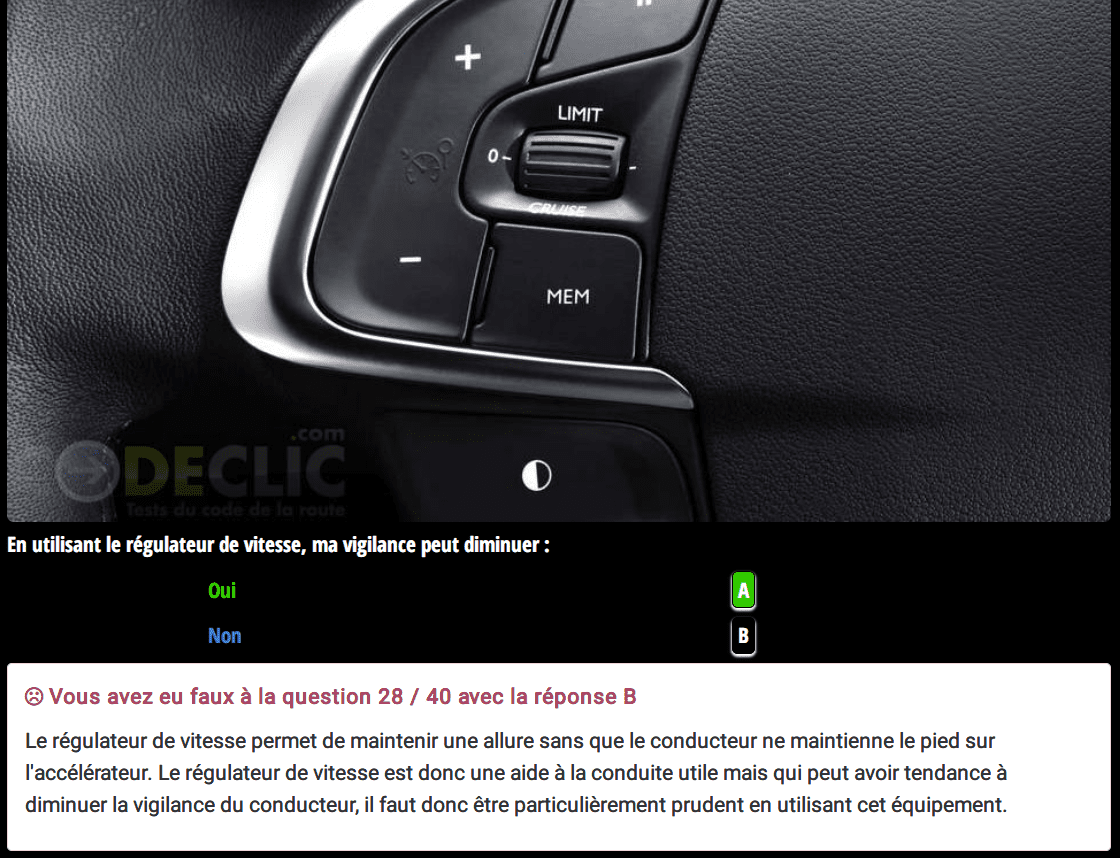 +
LIMIT
0 -
-
CRUISE
-
MEM
.com
DECLIC
Tests du code de la route
En utilisant le régulateur de vitesse, ma vigilance peut diminuer :
Oui A
Non B
Vous avez eu faux à la question 28 / 40 avec la réponse B
Le régulateur de vitesse permet de maintenir une allure sans que le conducteur ne maintienne le pied sur
l'accélérateur. Le régulateur de vitesse est donc une aide à la conduite utile mais qui peut avoir tendance à
diminuer la vigilance du conducteur, il faut donc être particulièrement prudent en utilisant cet équipement.